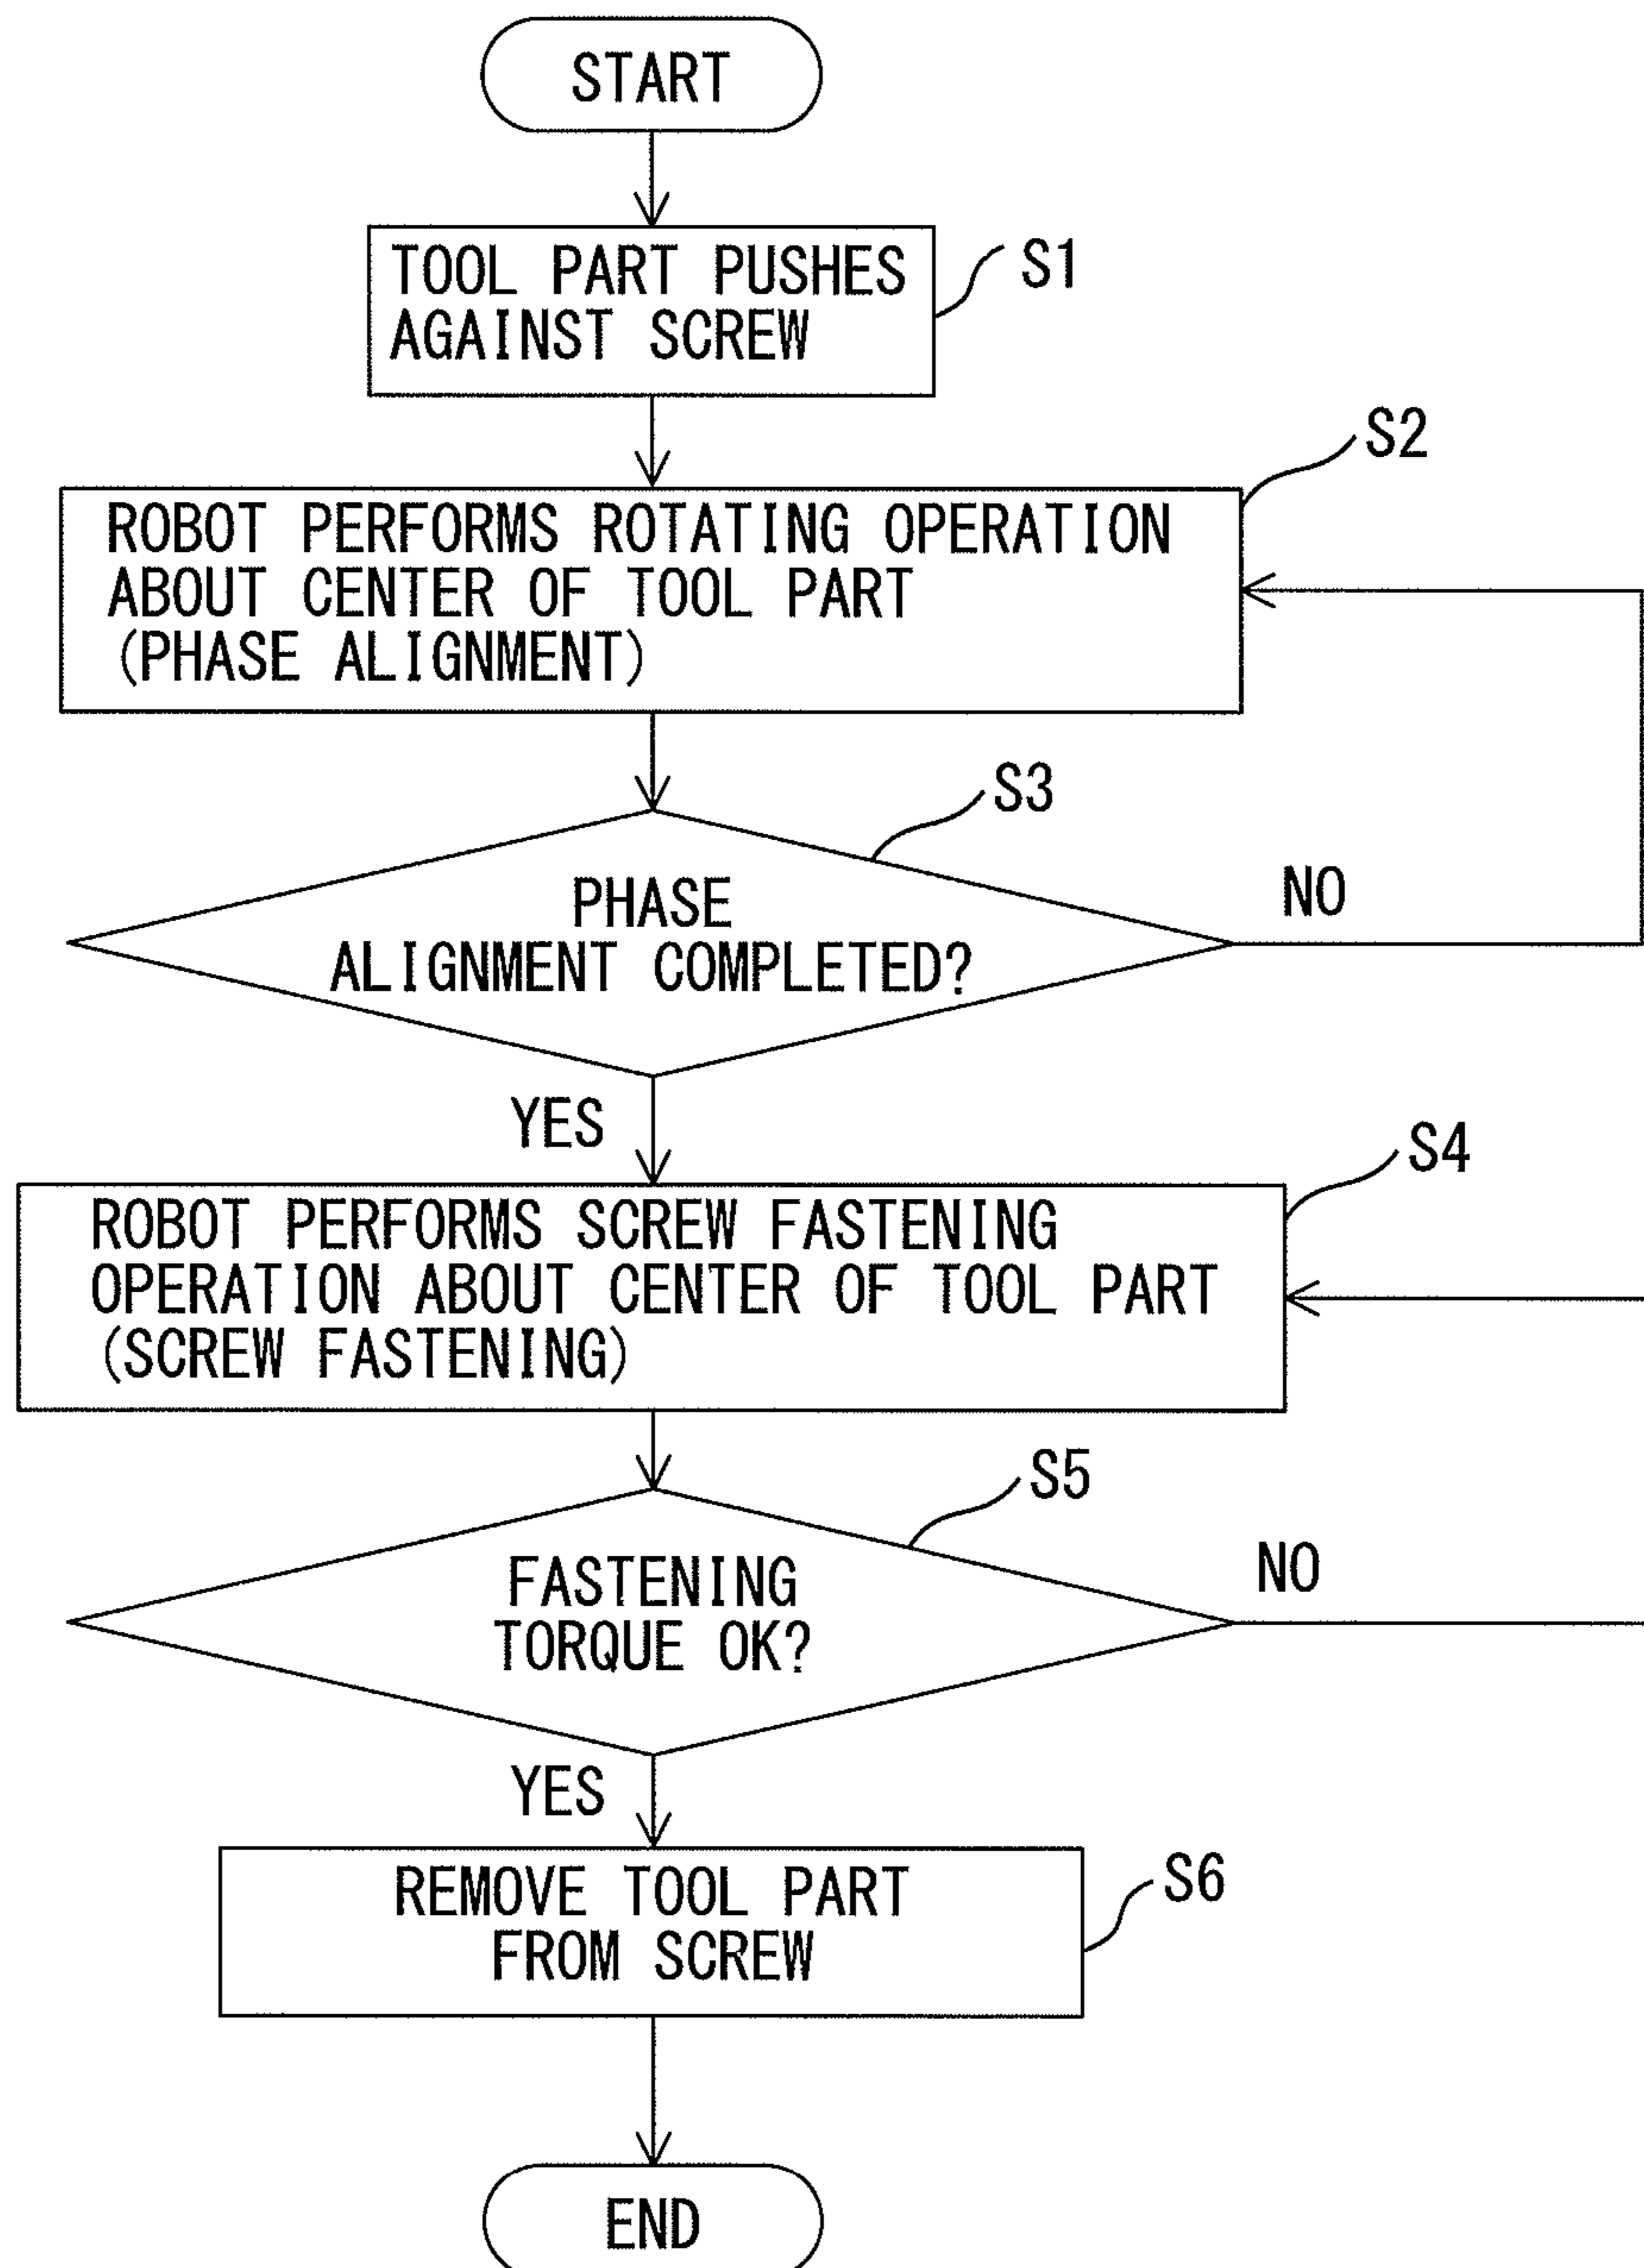 START
TOOL PART PUSHES
AGAINST SCREW
S1
S2
ROBOT PERFORMS ROTATING OPERATION
ABOUT CENTER OF TOOL PART
(PHASE ALIGNMENT)
S3
PHASE
ALIGNMENT COMPLETED?
NO
YES
S4
ROBOT PERFORMS SCREW FASTENING
OPERATION ABOUT CENTER OF TOOL PART
(SCREW FASTENING)
S5
FASTENING
TORQUE OK?
NO
YES
REMOVE TOOL PART
FROM SCREW
S6
END